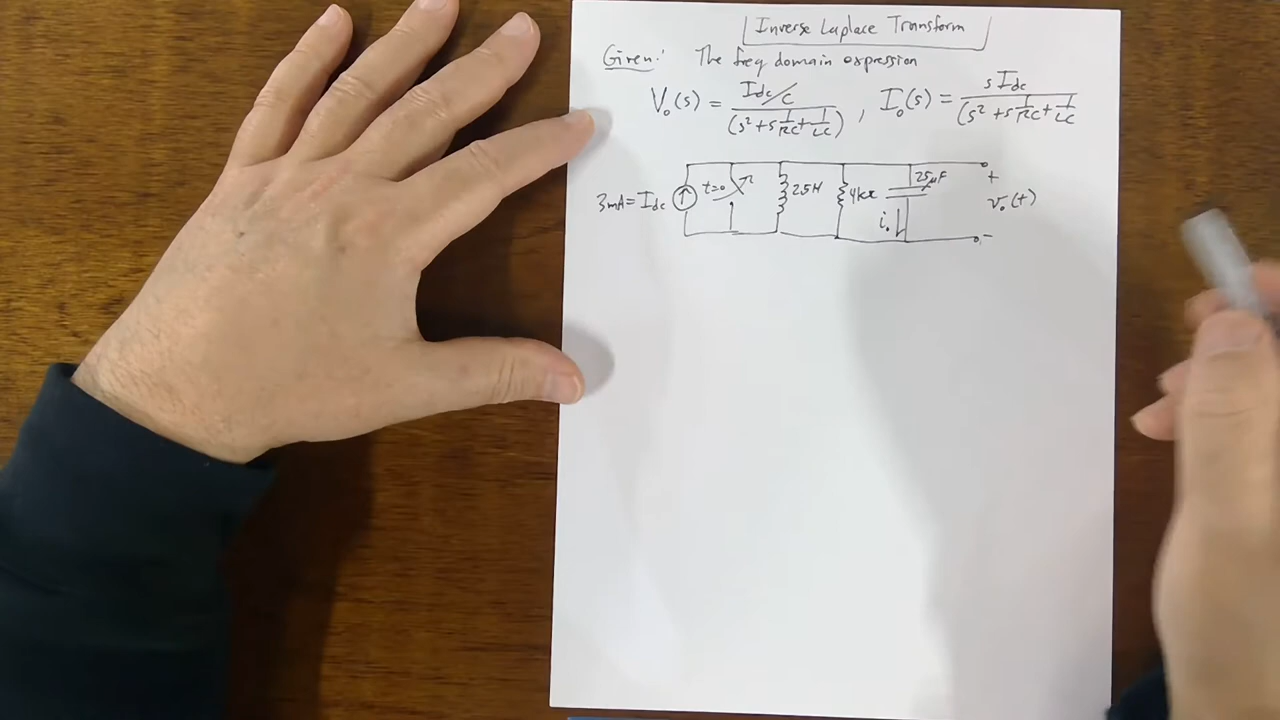 Inverse Laplace Transform
Given: The freq domain expression
V₀(s) = Idc/C / (s² + s 1/RC + 1/LC) , I₀(s) = s Idc / (s² + s 1/RC + 1/LC
3mA = Idc t=0 25H 4kΩ 25μF + v₀(t) -
i₀